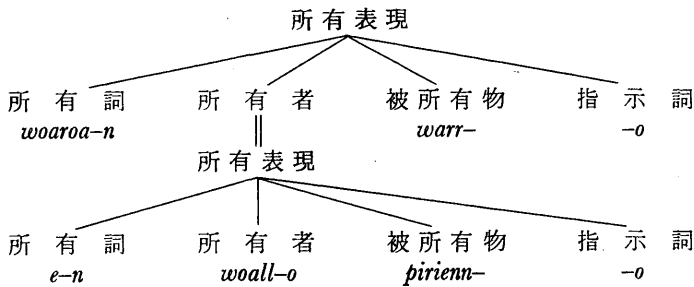 所有表現
所有詞 所有者 被所有物 指示詞
woaroa–n warr– –o
所有表現
所有詞 所有者 被所有物 指示詞
e–n woall–o pirienn– –o